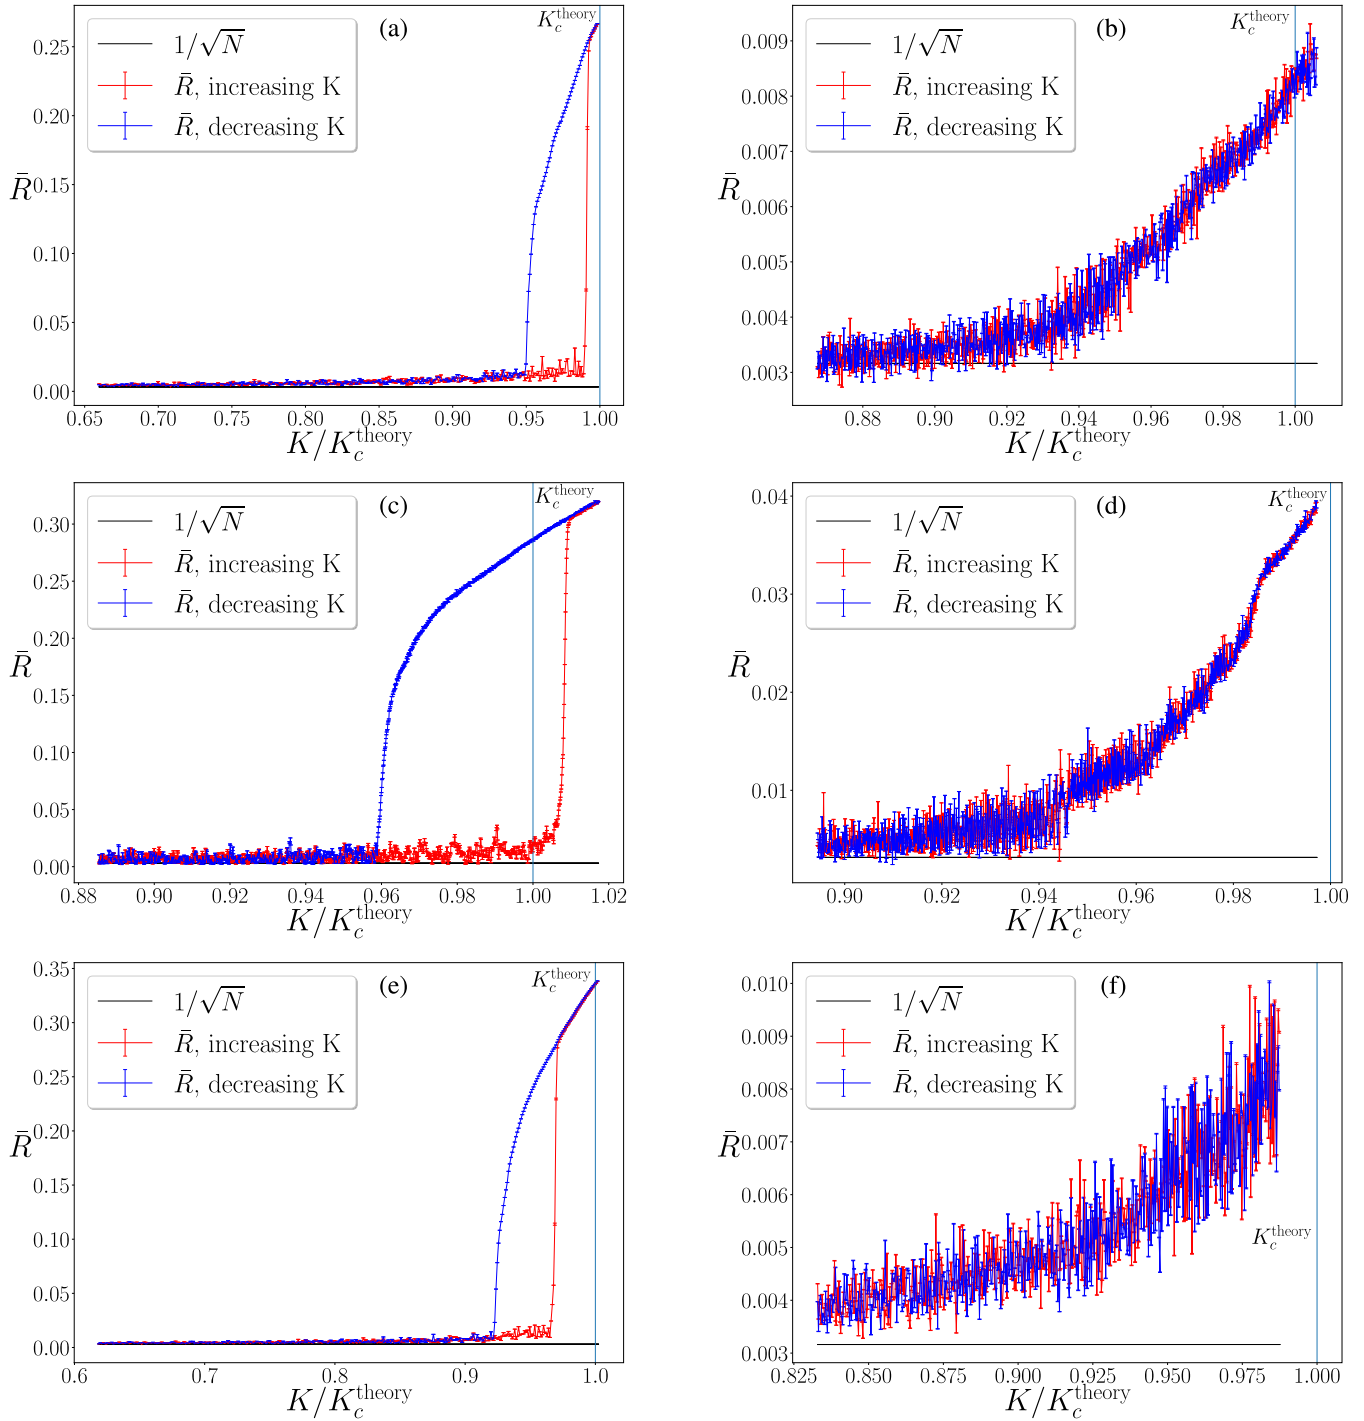 (a)
K_c^theory
1/√N
R̄, increasing K
R̄, decreasing K
0.25
0.20
0.15
0.10
0.05
0.00
R̄
0.65 0.70 0.75 0.80 0.85 0.90 0.95 1.00
K/K_c^theory
(b)
K_c^theory
1/√N
R̄, increasing K
R̄, decreasing K
0.009
0.008
0.007
0.006
0.005
0.004
0.003
R̄
0.88 0.90 0.92 0.94 0.96 0.98 1.00
K/K_c^theory
(c)
K_c^theory
1/√N
R̄, increasing K
R̄, decreasing K
0.30
0.25
0.20
0.15
0.10
0.05
0.00
R̄
0.88 0.90 0.92 0.94 0.96 0.98 1.00 1.02
K/K_c^theory
(d)
K_c^theory
1/√N
R̄, increasing K
R̄, decreasing K
0.04
0.03
0.02
0.01
R̄
0.90 0.92 0.94 0.96 0.98 1.00
K/K_c^theory
(e)
K_c^theory
1/√N
R̄, increasing K
R̄, decreasing K
0.35
0.30
0.25
0.20
0.15
0.10
0.05
0.00
R̄
0.6 0.7 0.8 0.9 1.0
K/K_c^theory
(f)
1/√N
R̄, increasing K
R̄, decreasing K
K_c^theory
0.010
0.009
0.008
0.007
0.006
0.005
0.004
0.003
R̄
0.825 0.850 0.875 0.900 0.925 0.950 0.975 1.000
K/K_c^theory